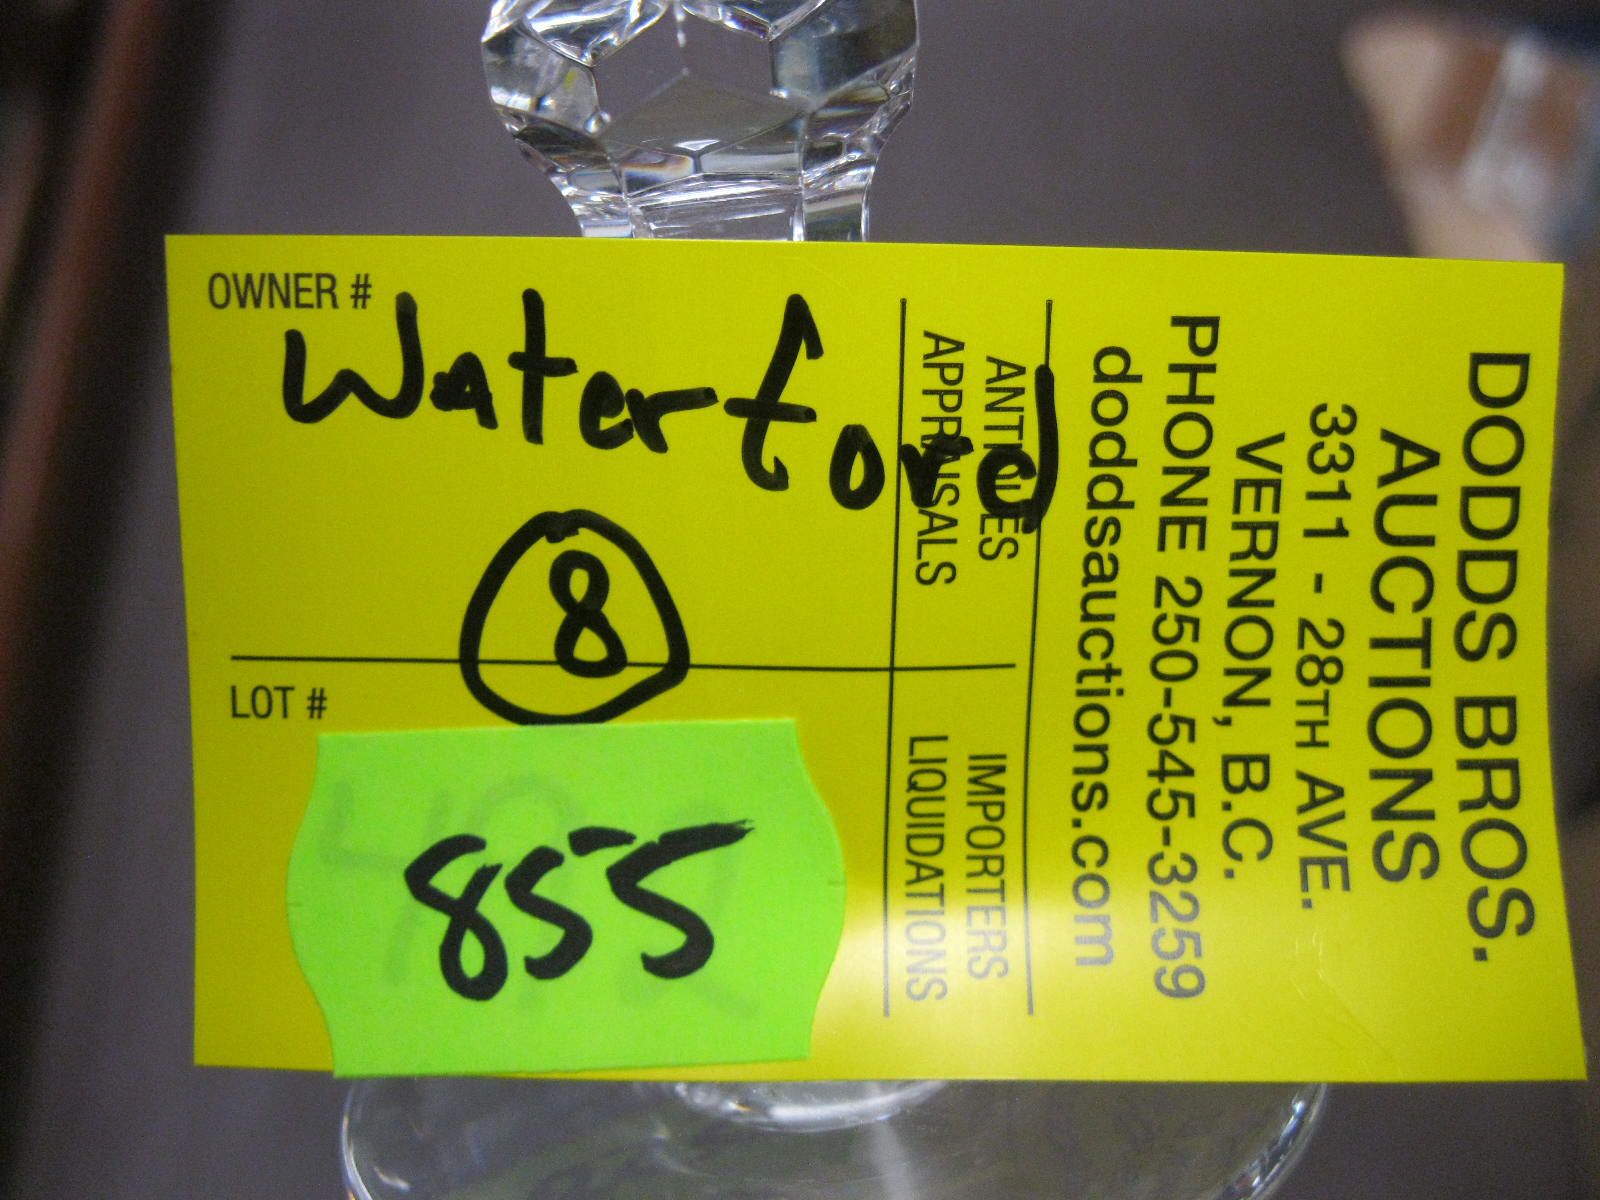 OWNER #
Waterford
8
LOT #
855
ANTIQUES
APPRAISALS
IMPORTERS
LIQUIDATIONS
DODDS BROS.
AUCTIONS
3311 - 28TH AVE.
VERNON, B.C.
PHONE 250-545-3259
doddsauctions.com